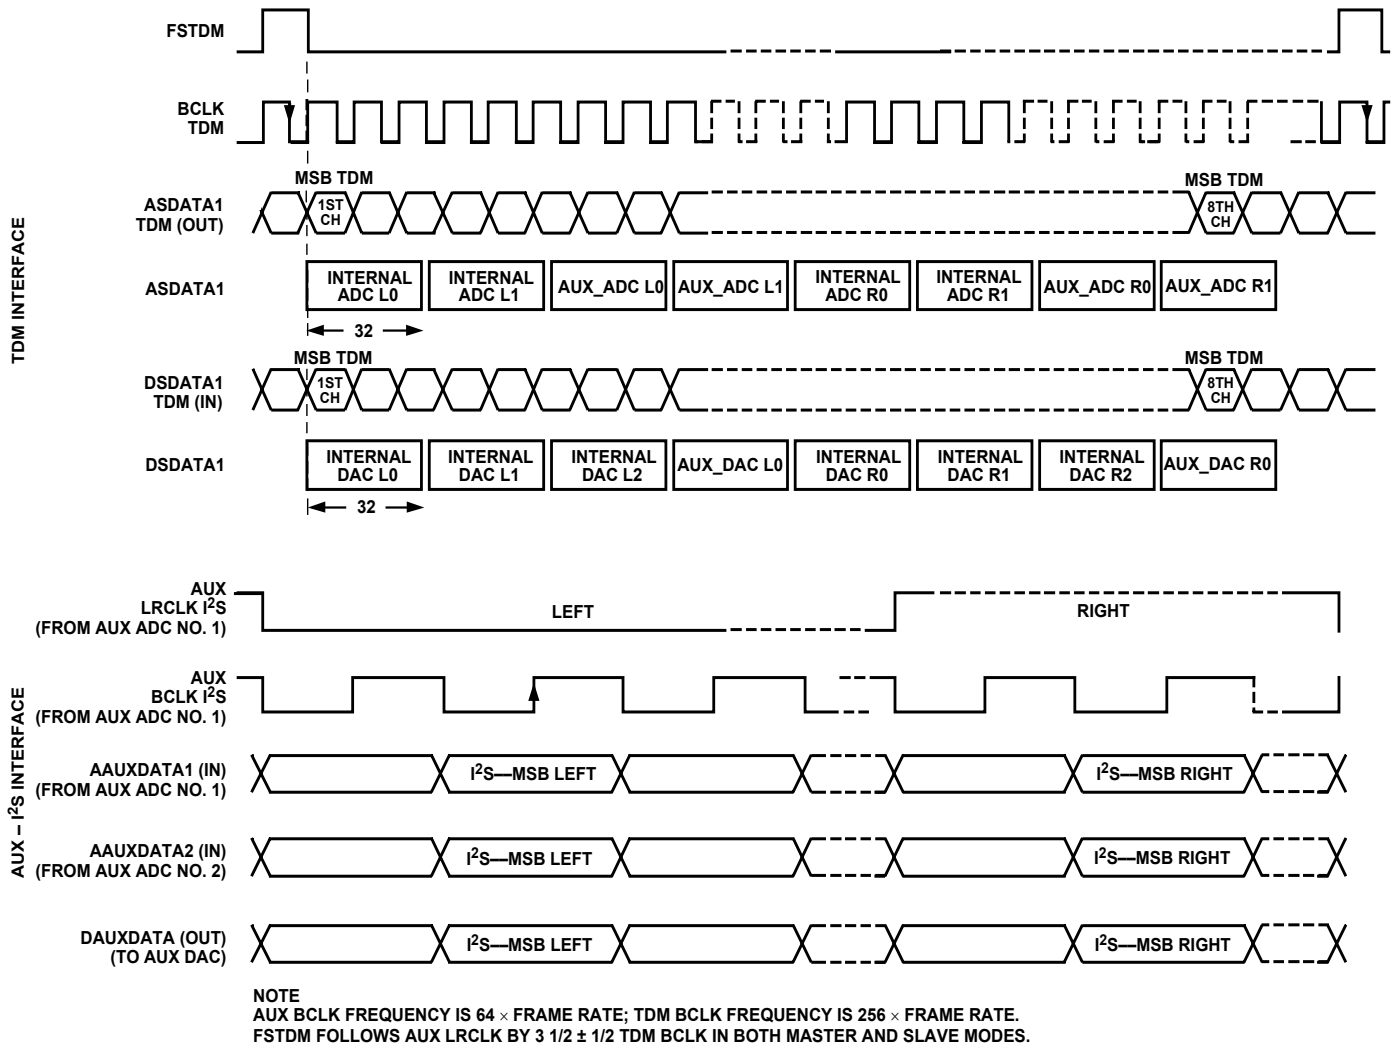 FSTDM
BCLK
TDM
MSB TDM
MSB TDM
ASDATA1
TDM (OUT)
1ST
CH
8TH
CH
ASDATA1
INTERNAL
ADC L0
INTERNAL
ADC L1
AUX_ADC L0
AUX_ADC L1
INTERNAL
ADC R0
INTERNAL
ADC R1
AUX_ADC R0
AUX_ADC R1
32
TDM INTERFACE
MSB TDM
MSB TDM
DSDATA1
TDM (IN)
1ST
CH
8TH
CH
DSDATA1
INTERNAL
DAC L0
INTERNAL
DAC L1
INTERNAL
DAC L2
AUX_DAC L0
INTERNAL
DAC R0
INTERNAL
DAC R1
INTERNAL
DAC R2
AUX_DAC R0
32
AUX
LRCLK I²S
(FROM AUX ADC NO. 1)
LEFT
RIGHT
AUX
BCLK I²S
(FROM AUX ADC NO. 1)
AUX – I²S INTERFACE
AAUXDATA1 (IN)
(FROM AUX ADC NO. 1)
I²S—MSB LEFT
I²S—MSB RIGHT
AAUXDATA2 (IN)
(FROM AUX ADC NO. 2)
I²S—MSB LEFT
I²S—MSB RIGHT
DAUXDATA (OUT)
(TO AUX DAC)
I²S—MSB LEFT
I²S—MSB RIGHT
NOTE
AUX BCLK FREQUENCY IS 64 × FRAME RATE; TDM BCLK FREQUENCY IS 256 × FRAME RATE.
FSTDM FOLLOWS AUX LRCLK BY 3 1/2 ± 1/2 TDM BCLK IN BOTH MASTER AND SLAVE MODES.